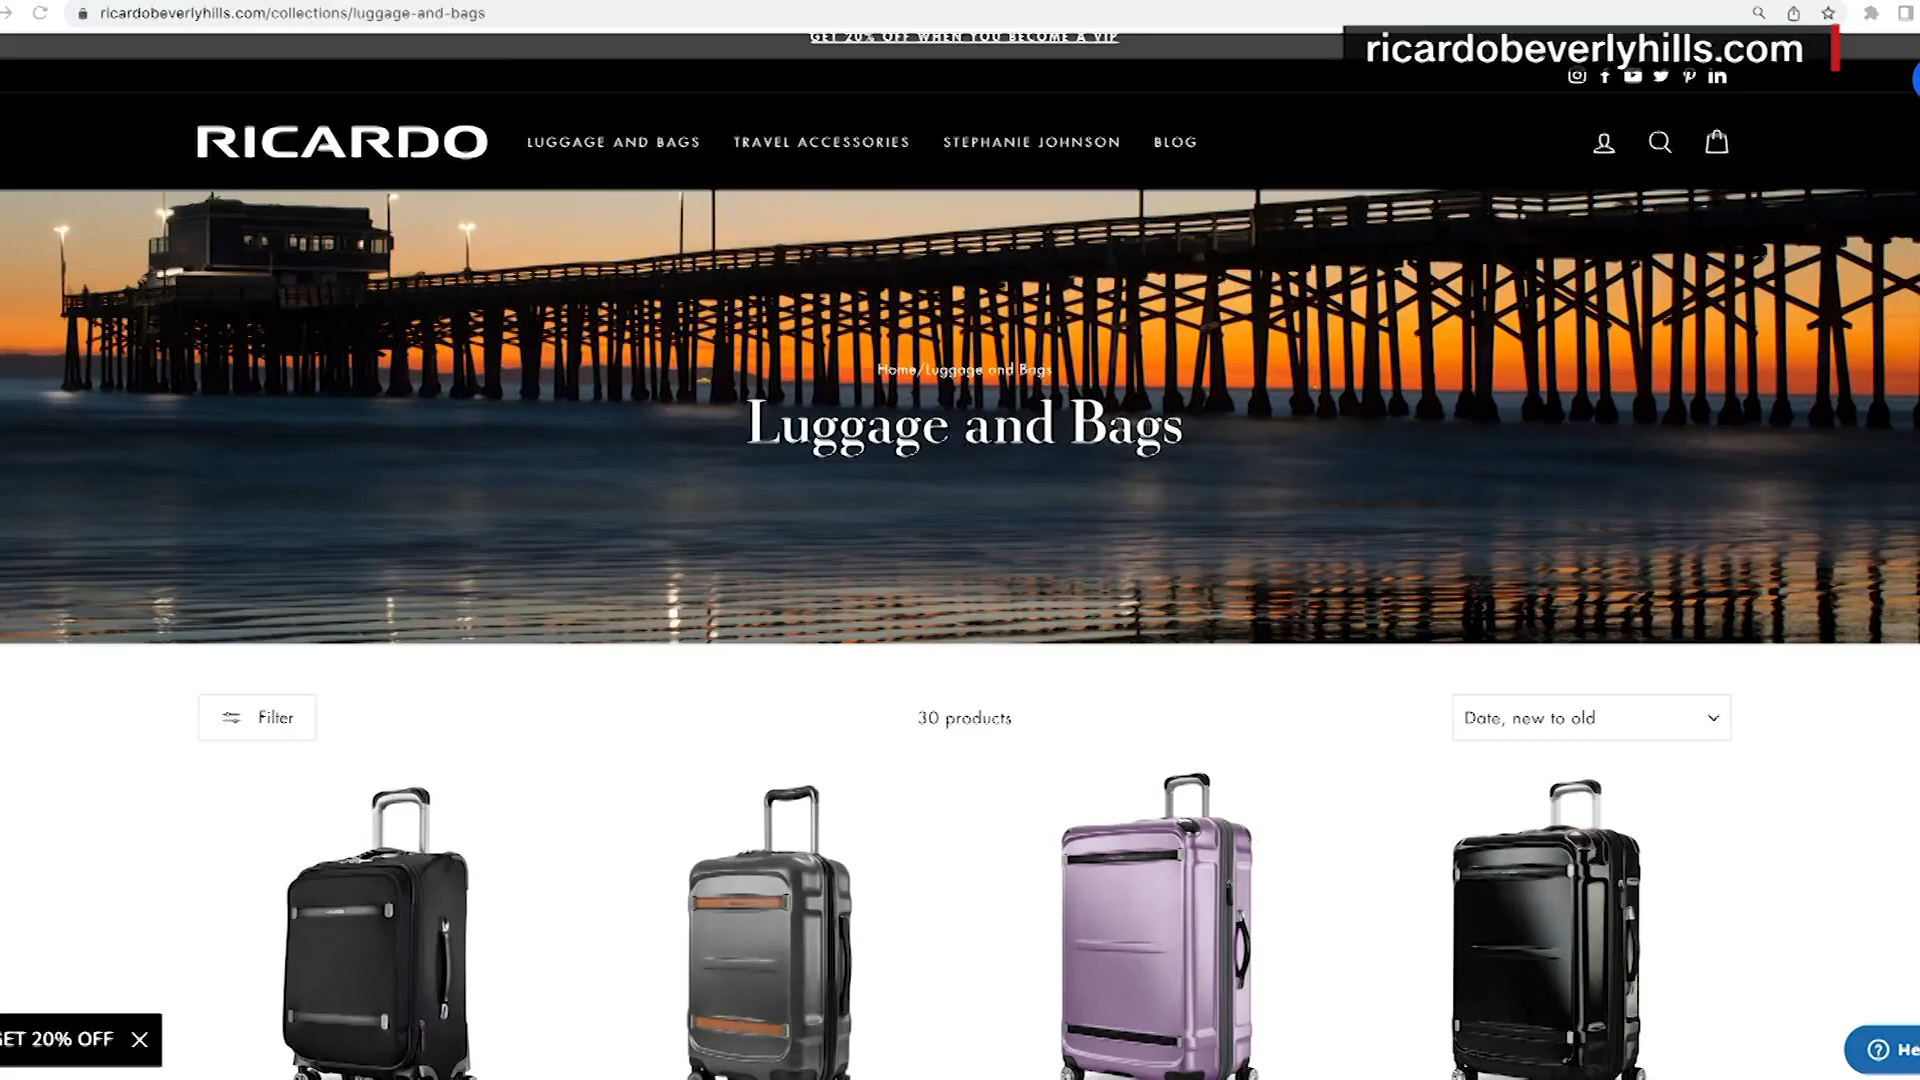 ricardobeverlyhills.com/collections/luggage-and-bags
GET 20% OFF WHEN YOU BECOME A VIP
ricardobeverlyhills.com
RICARDO
LUGGAGE AND BAGS
TRAVEL ACCESSORIES
STEPHANIE JOHNSON
BLOG
Home/Luggage and Bags
Luggage and Bags
Filter
30 products
Date, new to old
GET 20% OFF
He